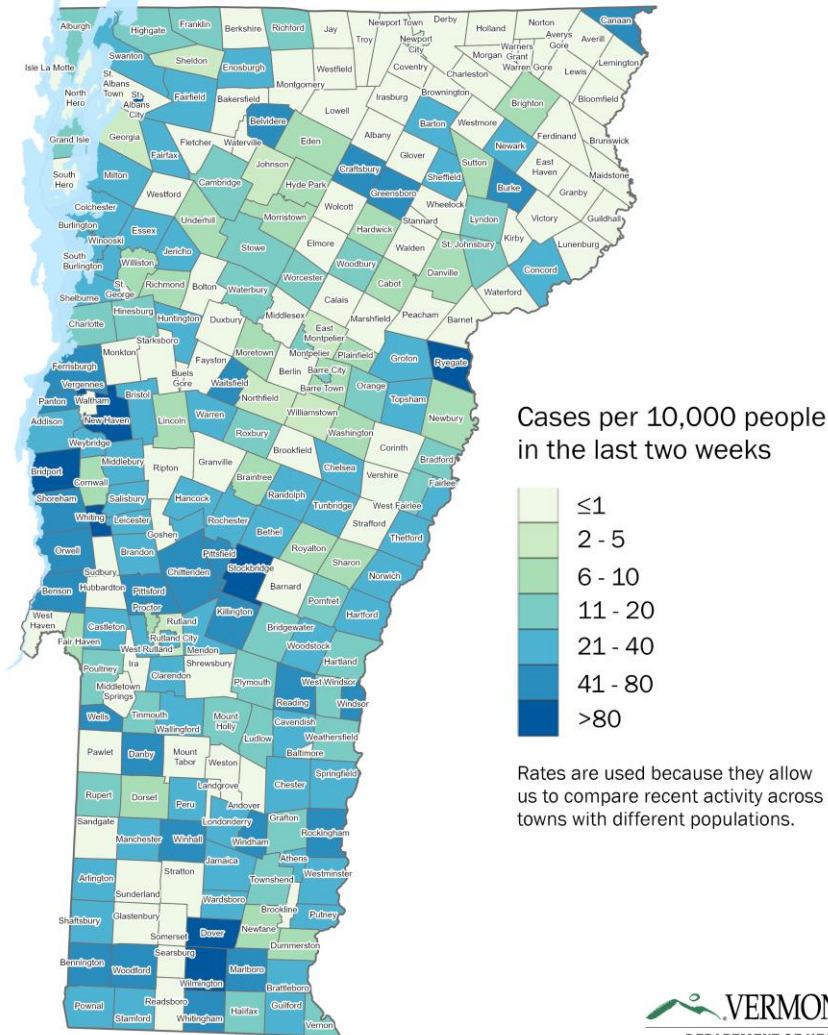 Alburgh
Highgate
Franklin
Berkshire
Richford
Jay
Troy
Newport Town
Newport
City
Derby
Holland
Norton
Canaan
Averys
Gore
Averill
Lemington
Warners
Grant
Warren Gore
Morgan
Lewis
Bloomfield
Isle La Motte
Swanton
Sheldon
Enosburgh
Montgomery
Westfield
Coventry
Charleston
Brownington
Irasburg
Lowell
Brighton
Brunswick
North
Hero
St.
Albans
Town
St.
Albans
City
Fairfield
Bakersfield
Belvidere
Eden
Albany
Barton
Westmore
Ferdinand
Maidstone
Grand Isle
Georgia
Fletcher
Waterville
Johnson
Craftsbury
Glover
Newark
East
Haven
Sutton
Sheffield
South
Hero
Milton
Fairfax
Cambridge
Hyde Park
Greensboro
Wheelock
Burke
Granby
Guildhall
Westford
Morristown
Wolcott
Stannard
Lyndon
Victory
Kirby
Lunenburg
Colchester
Burlington
Winooski
Essex
Jericho
Underhill
Stowe
Elmore
Hardwick
Walden
St. Johnsbury
Concord
South
Burlington
Williston
Richmond
Bolton
Waterbury
Worcester
Woodbury
Cabot
Danville
Waterford
St.
George
Shelburne
Hinesburg
Huntington
Duxbury
Middlesex
Calais
Marshfield
Peacham
Barnet
Charlotte
Starksboro
Monkton
Buels
Gore
Fayston
Moretown
Montpelier
East
Montpelier
Plainfield
Groton
Ryegate
Berlin
Barre City
Barre Town
Orange
Topsham
Newbury
Ferrisburgh
Vergennes
Panton
Waltham
New Haven
Bristol
Lincoln
Warren
Waitsfield
Northfield
Williamstown
Washington
Corinth
Bradford
Addison
Weybridge
Roxbury
Brookfield
Chelsea
Vershire
Fairlee
West Fairlee
Bridport
Middlebury
Ripton
Granville
Braintree
Randolph
Tunbridge
Strafford
Thetford
Cornwall
Shoreham
Salisbury
Hancock
Rochester
Bethel
Whiting
Leicester
Goshen
Orwell
Sudbury
Brandon
Chittenden
Pittsfield
Stockbridge
Royalton
Sharon
Norwich
Benson
Hubbardton
Pittsford
Proctor
Killington
Barnard
Pomfret
Hartford
West
Haven
Fair Haven
Castleton
West Rutland
Rutland
Rutland City
Mendon
Bridgewater
Woodstock
Hartland
Poultney
Ira
Clarendon
Shrewsbury
Plymouth
Reading
West Windsor
Windsor
Middletown
Springs
Wells
Tinmouth
Wallingford
Mount
Holly
Ludlow
Cavendish
Weathersfield
Baltimore
Pawlet
Danby
Mount
Tabor
Weston
Landgrove
Andover
Chester
Springfield
Rupert
Dorset
Peru
Londonderry
Windham
Grafton
Rockingham
Sandgate
Manchester
Winhall
Jamaica
Athens
Townshend
Westminster
Arlington
Sunderland
Stratton
Wardsboro
Brookline
Putney
Shaftsbury
Glastenbury
Somerset
Dover
Newfane
Dummerston
Bennington
Woodford
Searsburg
Wilmington
Marlboro
Brattleboro
Pownal
Stamford
Readsboro
Whitingham
Halifax
Guilford
Vernon
Cases per 10,000 people
in the last two weeks
≤1
2 - 5
6 - 10
11 - 20
21 - 40
41 - 80
>80
Rates are used because they allow
us to compare recent activity across
towns with different populations.
VERMON